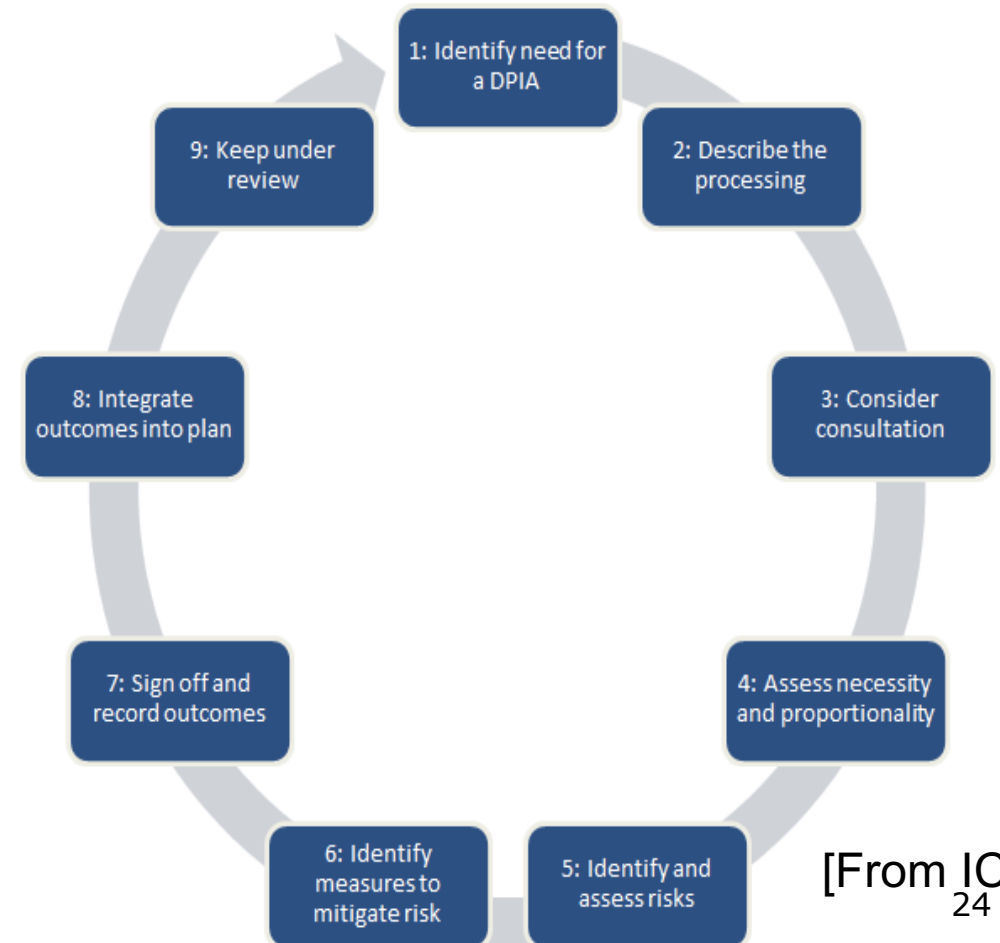 1: Identify need for
a DPIA
2: Describe the
processing
3: Consider
consultation
4: Assess necessity
and proportionality
5: Identify and
assess risks
6: Identify
measures to
mitigate risk
7: Sign off and
record outcomes
8: Integrate
outcomes into plan
9: Keep under
review
[From
24